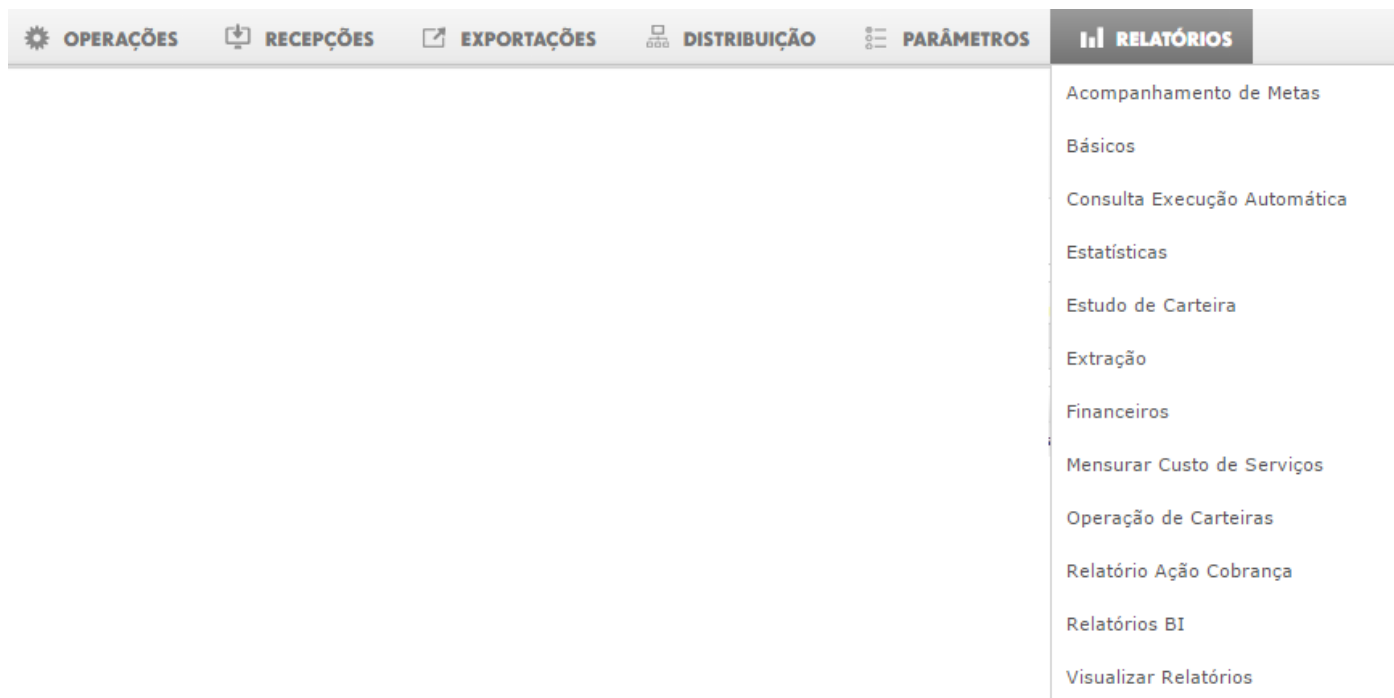 OPERAÇÕES RECEPÇÕES EXPORTAÇÕES DISTRIBUIÇÃO PARÂMETROS RELATÓRIOS
Acompanhamento de Metas
Básicos
Consulta Execução Automática
Estatísticas
Estudo de Carteira
Extração
Financeiros
Mensurar Custo de Serviços
Operação de Carteiras
Relatório Ação Cobrança
Relatórios BI
Visualizar Relatórios